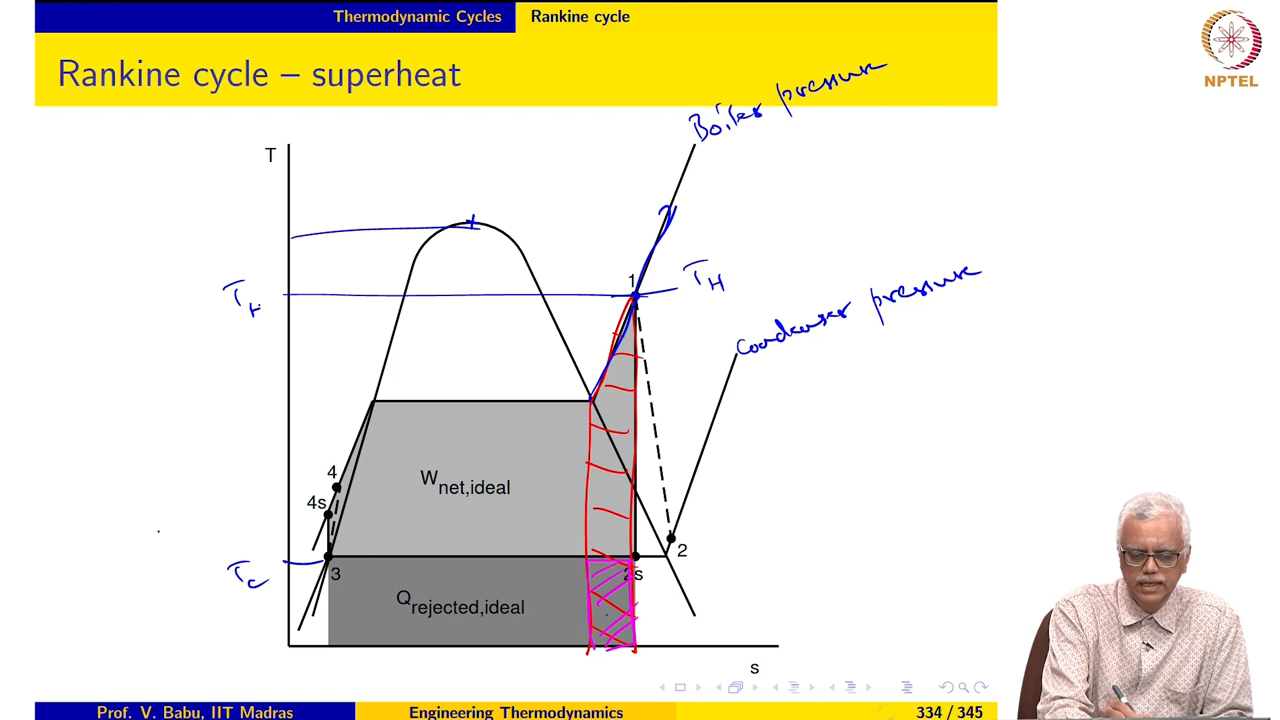 Thermodynamic Cycles Rankine cycle
Rankine cycle – superheat
NPTEL
Boiler pressure
T
1
T_H
T_H
Condenser pressure
4
W_net,ideal
4s
2
T_C
3
2s
Q_rejected,ideal
s
Prof. V. Babu, IIT Madras Engineering Thermodynamics 334 / 345